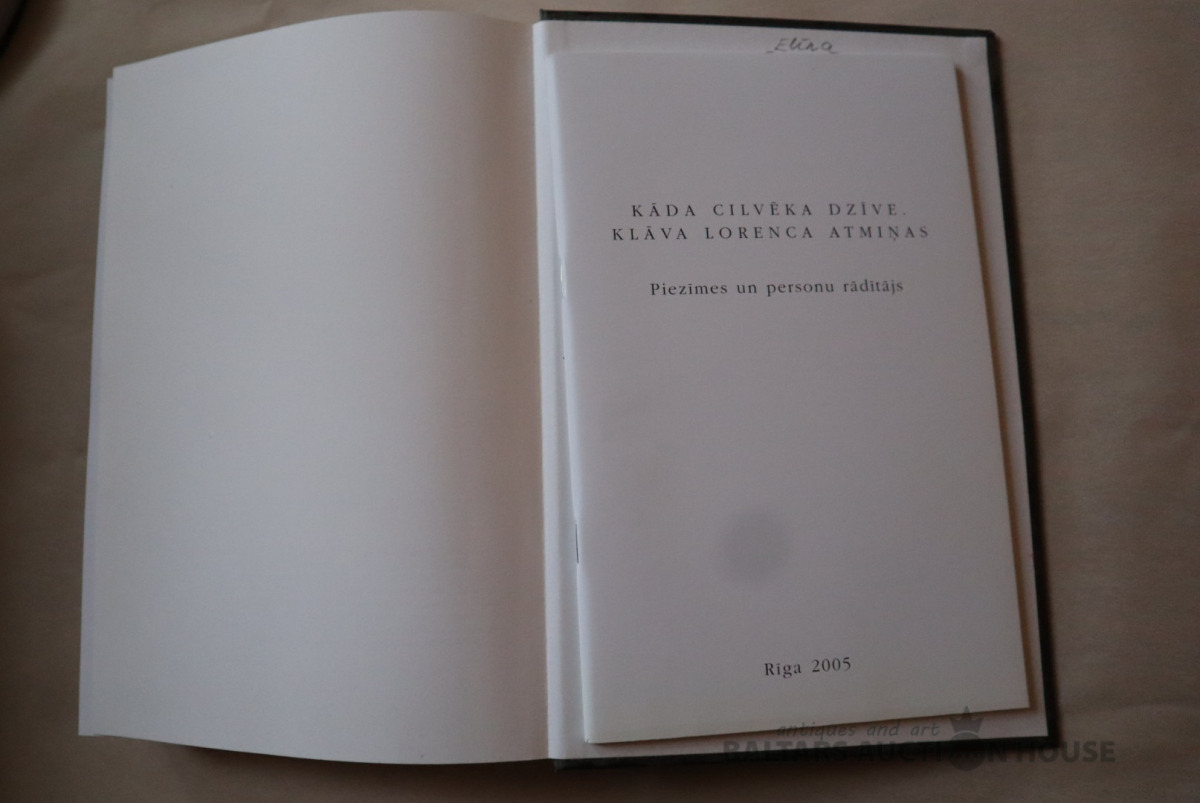 Elīna
KĀDA CILVĒKA DZĪVE.
KLĀVA LORENCA ATMIŅAS
Piezīmes un personu rādītājs
Rīga 2005
antiques and art
BALTARS AUCTION HOUSE